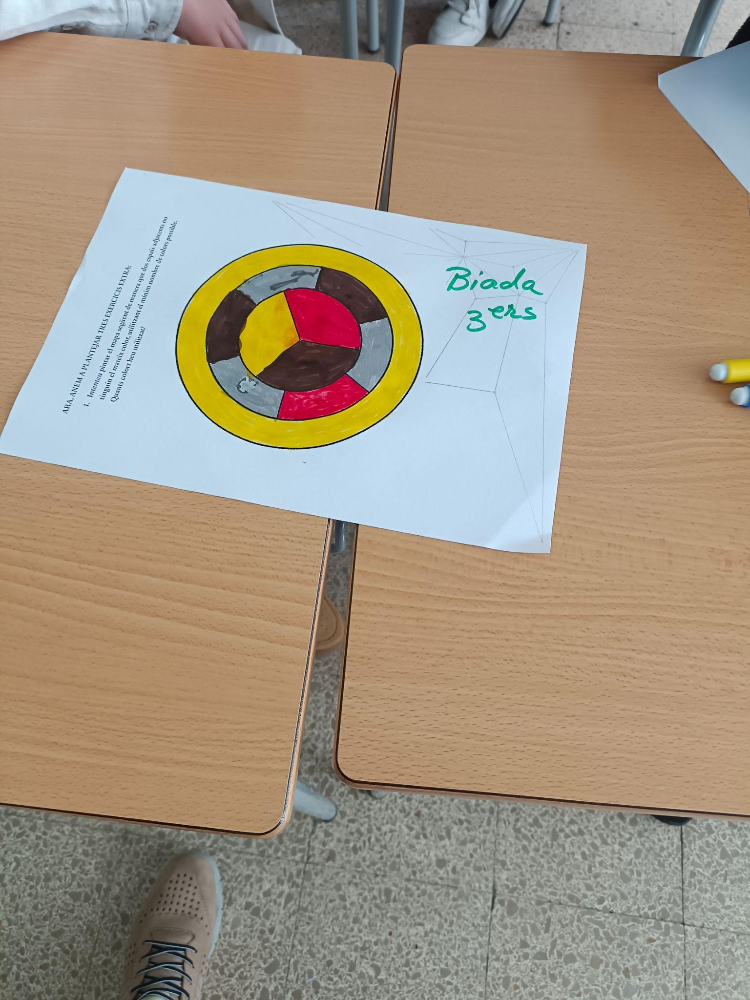 ARA, ANEM A PLANTEJAR TRES EXERCICIS EXTRA:
1. Intenteu pintar el mapa següent de manera que dos espais adjacents no
tinguin el mateix color, utilitzant el mínim nombre de colors possible.
Quants colors heu utilitzat?
Biada
3ers